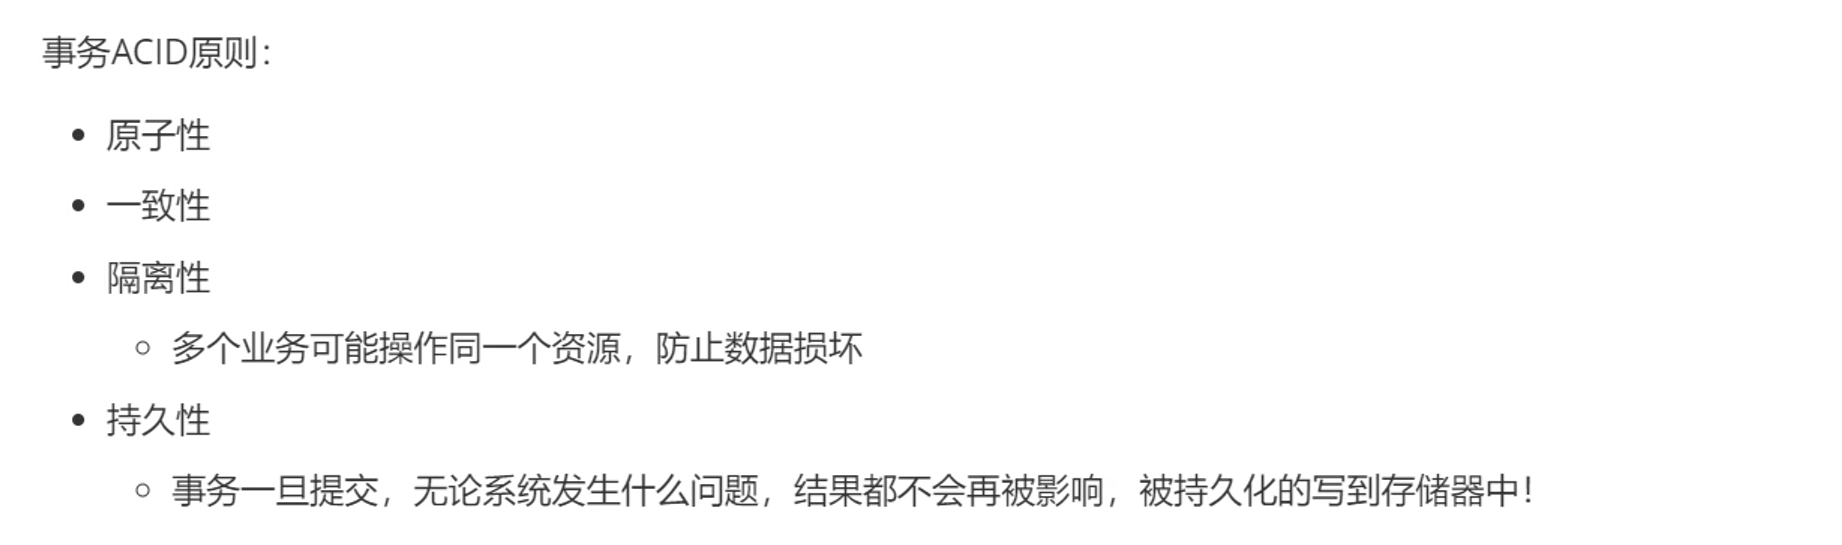 事务ACID原则：
原子性
一致性
隔离性
多个业务可能操作同一个资源，防止数据损坏
持久性
事务一旦提交，无论系统发生什么问题，结果都不会再被影响，被持久化的写到存储器中！